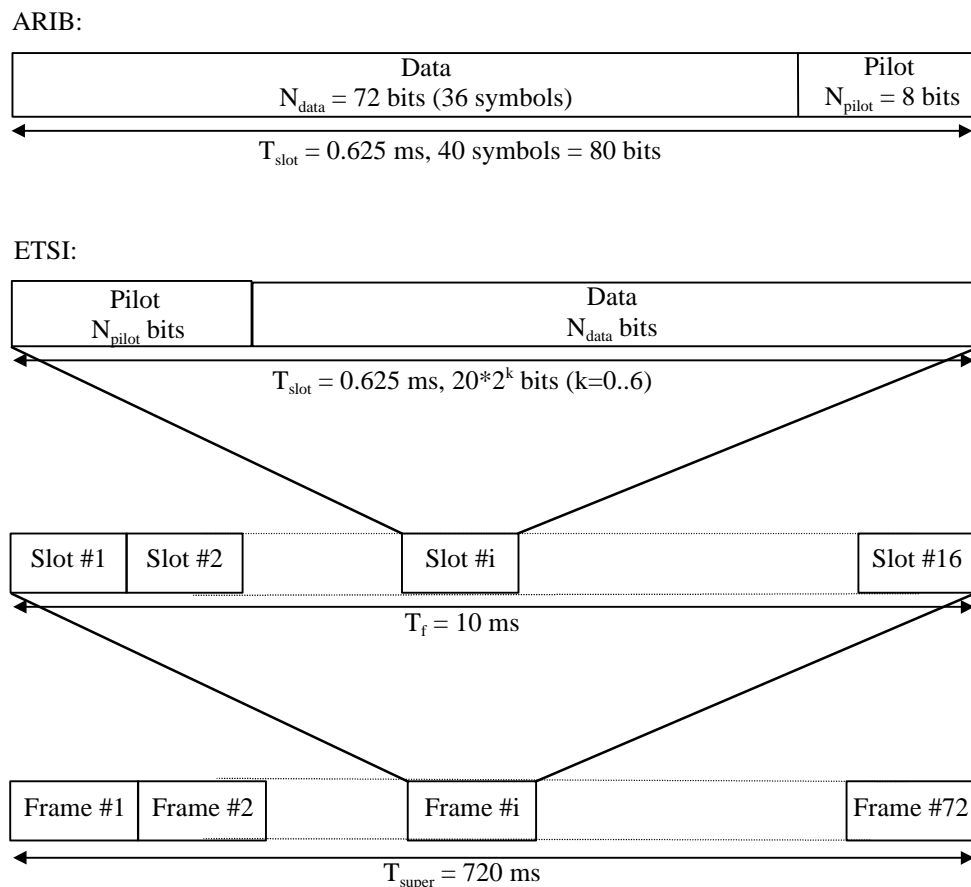 ARIB:
Data
N_data = 72 bits (36 symbols)
Pilot
N_pilot = 8 bits
T_slot = 0.625 ms, 40 symbols = 80 bits
ETSI:
Pilot
N_pilot bits
Data
N_data bits
T_slot = 0.625 ms, 20*2^k bits (k=0..6)
Slot #1
Slot #2
Slot #i
Slot #16
T_f = 10 ms
Frame #1
Frame #2
Frame #i
Frame #72
T_super = 720 ms